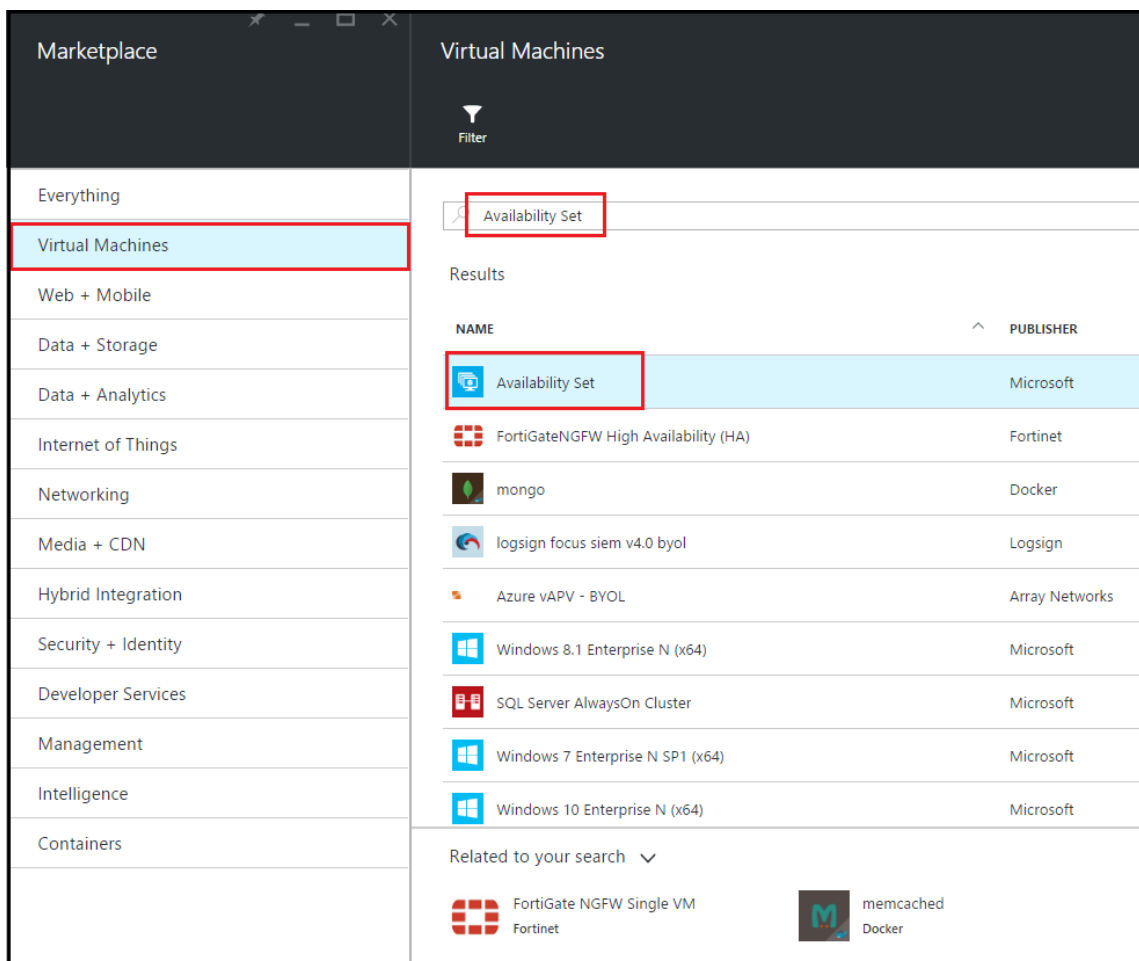 Marketplace
Virtual Machines
Filter
Everything
Virtual Machines
Web + Mobile
Data + Storage
Data + Analytics
Internet of Things
Networking
Media + CDN
Hybrid Integration
Security + Identity
Developer Services
Management
Intelligence
Containers
Availability Set
Results
NAME PUBLISHER
Availability Set Microsoft
FortiGateNGFW High Availability (HA) Fortinet
mongo Docker
logsign focus siem v4.0 byol Logsign
Azure vAPV - BYOL Array Networks
Windows 8.1 Enterprise N (x64) Microsoft
SQL Server AlwaysOn Cluster Microsoft
Windows 7 Enterprise N SP1 (x64) Microsoft
Windows 10 Enterprise N (x64) Microsoft
Related to your search
FortiGate NGFW Single VM
Fortinet
memcached
Docker